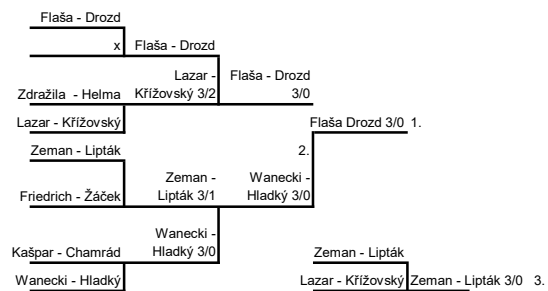 Flaša - Drozd
x Flaša - Drozd
Lazar - Flaša - Drozd
Zdražila - Helma Křížovský 3/2 3/0
Lazar - Křížovský Flaša Drozd 3/0 1.
Zeman - Lipták 2.
Zeman - Wanecki -
Friedrich - Žáček Lipták 3/1 Hladký 3/0
Wanecki -
Kašpar - Chamrád Hladký 3/0 Zeman - Lipták
Wanecki - Hladký Lazar - Křížovský Zeman - Lipták 3/0 3.